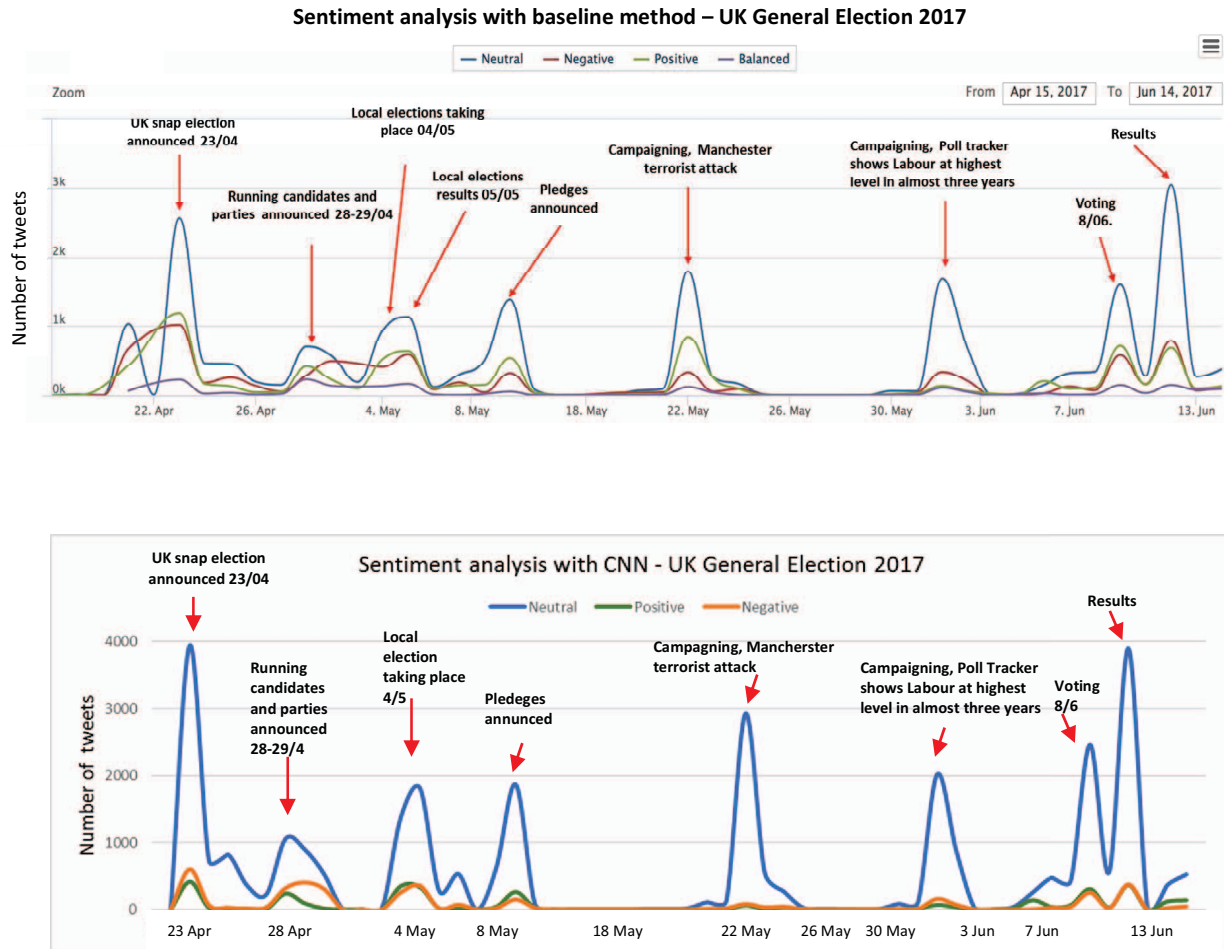 Sentiment analysis with baseline method – UK General Election 2017
Neutral Negative Positive Balanced
Zoom
From Apr 15, 2017 To Jun 14, 2017
UK snap election
announced 23/04
Local elections taking
place 04/05
Running candidates and
parties announced 28-29/04
Local elections
results 05/05
Pledges
announced
Campaigning, Manchester
terrorist attack
Campaigning, Poll tracker
shows Labour at highest
level in almost three years
Voting
8/06.
Results
Number of tweets
3k
2k
1k
0k
22. Apr 26. Apr 4. May 8. May 18. May 22. May 26. May 30. May 3. Jun 7. Jun 13. Jun
Sentiment analysis with CNN - UK General Election 2017
Neutral Positive Negative
UK snap election
announced 23/04
Running
candidates
and parties
announced
28-29/4
Local
election
taking place
4/5
Pledeges
annunced
Campagning, Mancherster
terrorist attack
Campaigning, Poll Tracker
shows Labour at highest
level in almost three years
Voting
8/6
Results
Number of tweets
4000
3000
2000
1000
0
23 Apr 28 Apr 4 May 8 May 18 May 22 May 26 May 30 May 3 Jun 7 Jun 13 Jun